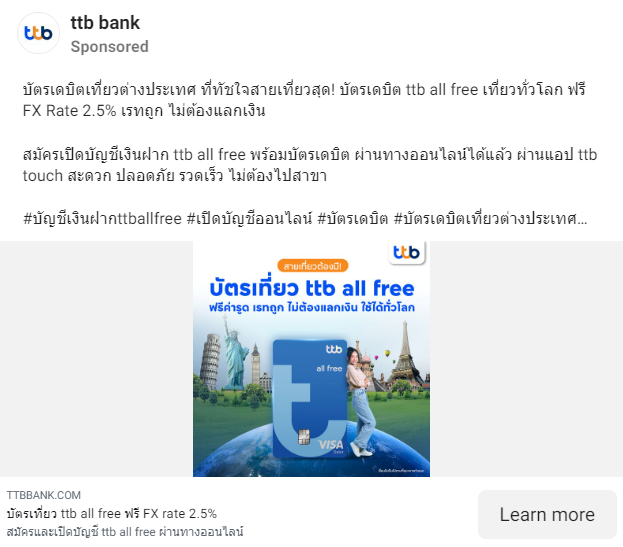 ttb ttb bank
Sponsored
บัตรเดบิตเที่ยวต่างประเทศ ที่ทัชใจสายเที่ยวสุด! บัตรเดบิต ttb all free เที่ยวทั่วโลก ฟรี
FX Rate 2.5% เรทถูก ไม่ต้องแลกเงิน
สมัครเปิดบัญชีเงินฝาก ttb all free พร้อมบัตรเดบิต ผ่านทางออนไลน์ได้แล้ว ผ่านแอป ttb
touch สะดวก ปลอดภัย รวดเร็ว ไม่ต้องไปสาขา
#บัญชีเงินฝากttballfree #เปิดบัญชีออนไลน์ #บัตรเดบิต #บัตรเดบิตเที่ยวต่างประเทศ...
ttb
สายเที่ยวต้องมี!
บัตรเที่ยว ttb all free
ฟรีค่ารูด เรทถูก ไม่ต้องแลกเงิน ใช้ได้ทั่วโลก
ttb
all free
t
VISA
TTBBANK.COM
บัตรเที่ยว ttb all free ฟรี FX rate 2.5%
สมัครและเปิดบัญชี ttb all free ผ่านทางออนไลน์
Learn more